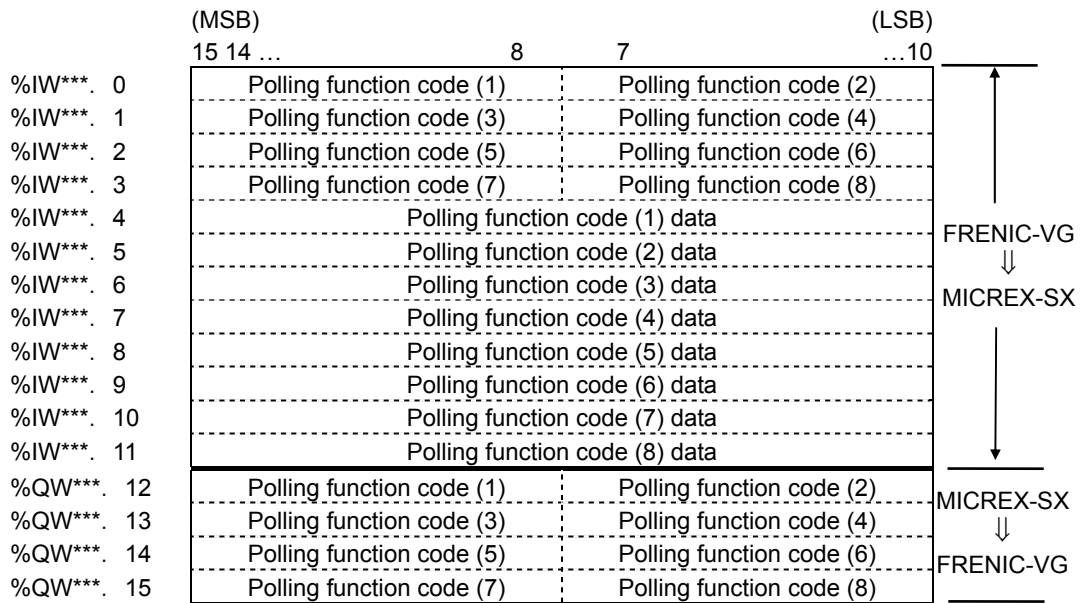 (MSB) (LSB)
15 14 … 8 7 …10
%IW***. 0 Polling function code (1) Polling function code (2)
%IW***. 1 Polling function code (3) Polling function code (4)
%IW***. 2 Polling function code (5) Polling function code (6)
%IW***. 3 Polling function code (7) Polling function code (8)
%IW***. 4 Polling function code (1) data
%IW***. 5 Polling function code (2) data
%IW***. 6 Polling function code (3) data
%IW***. 7 Polling function code (4) data
%IW***. 8 Polling function code (5) data
%IW***. 9 Polling function code (6) data
%IW***. 10 Polling function code (7) data
%IW***. 11 Polling function code (8) data
FRENIC-VG
⇓
MICREX-SX
%QW***. 12 Polling function code (1) Polling function code (2)
%QW***. 13 Polling function code (3) Polling function code (4)
%QW***. 14 Polling function code (5) Polling function code (6)
%QW***. 15 Polling function code (7) Polling function code (8)
MICREX-SX
⇓
FRENIC-VG